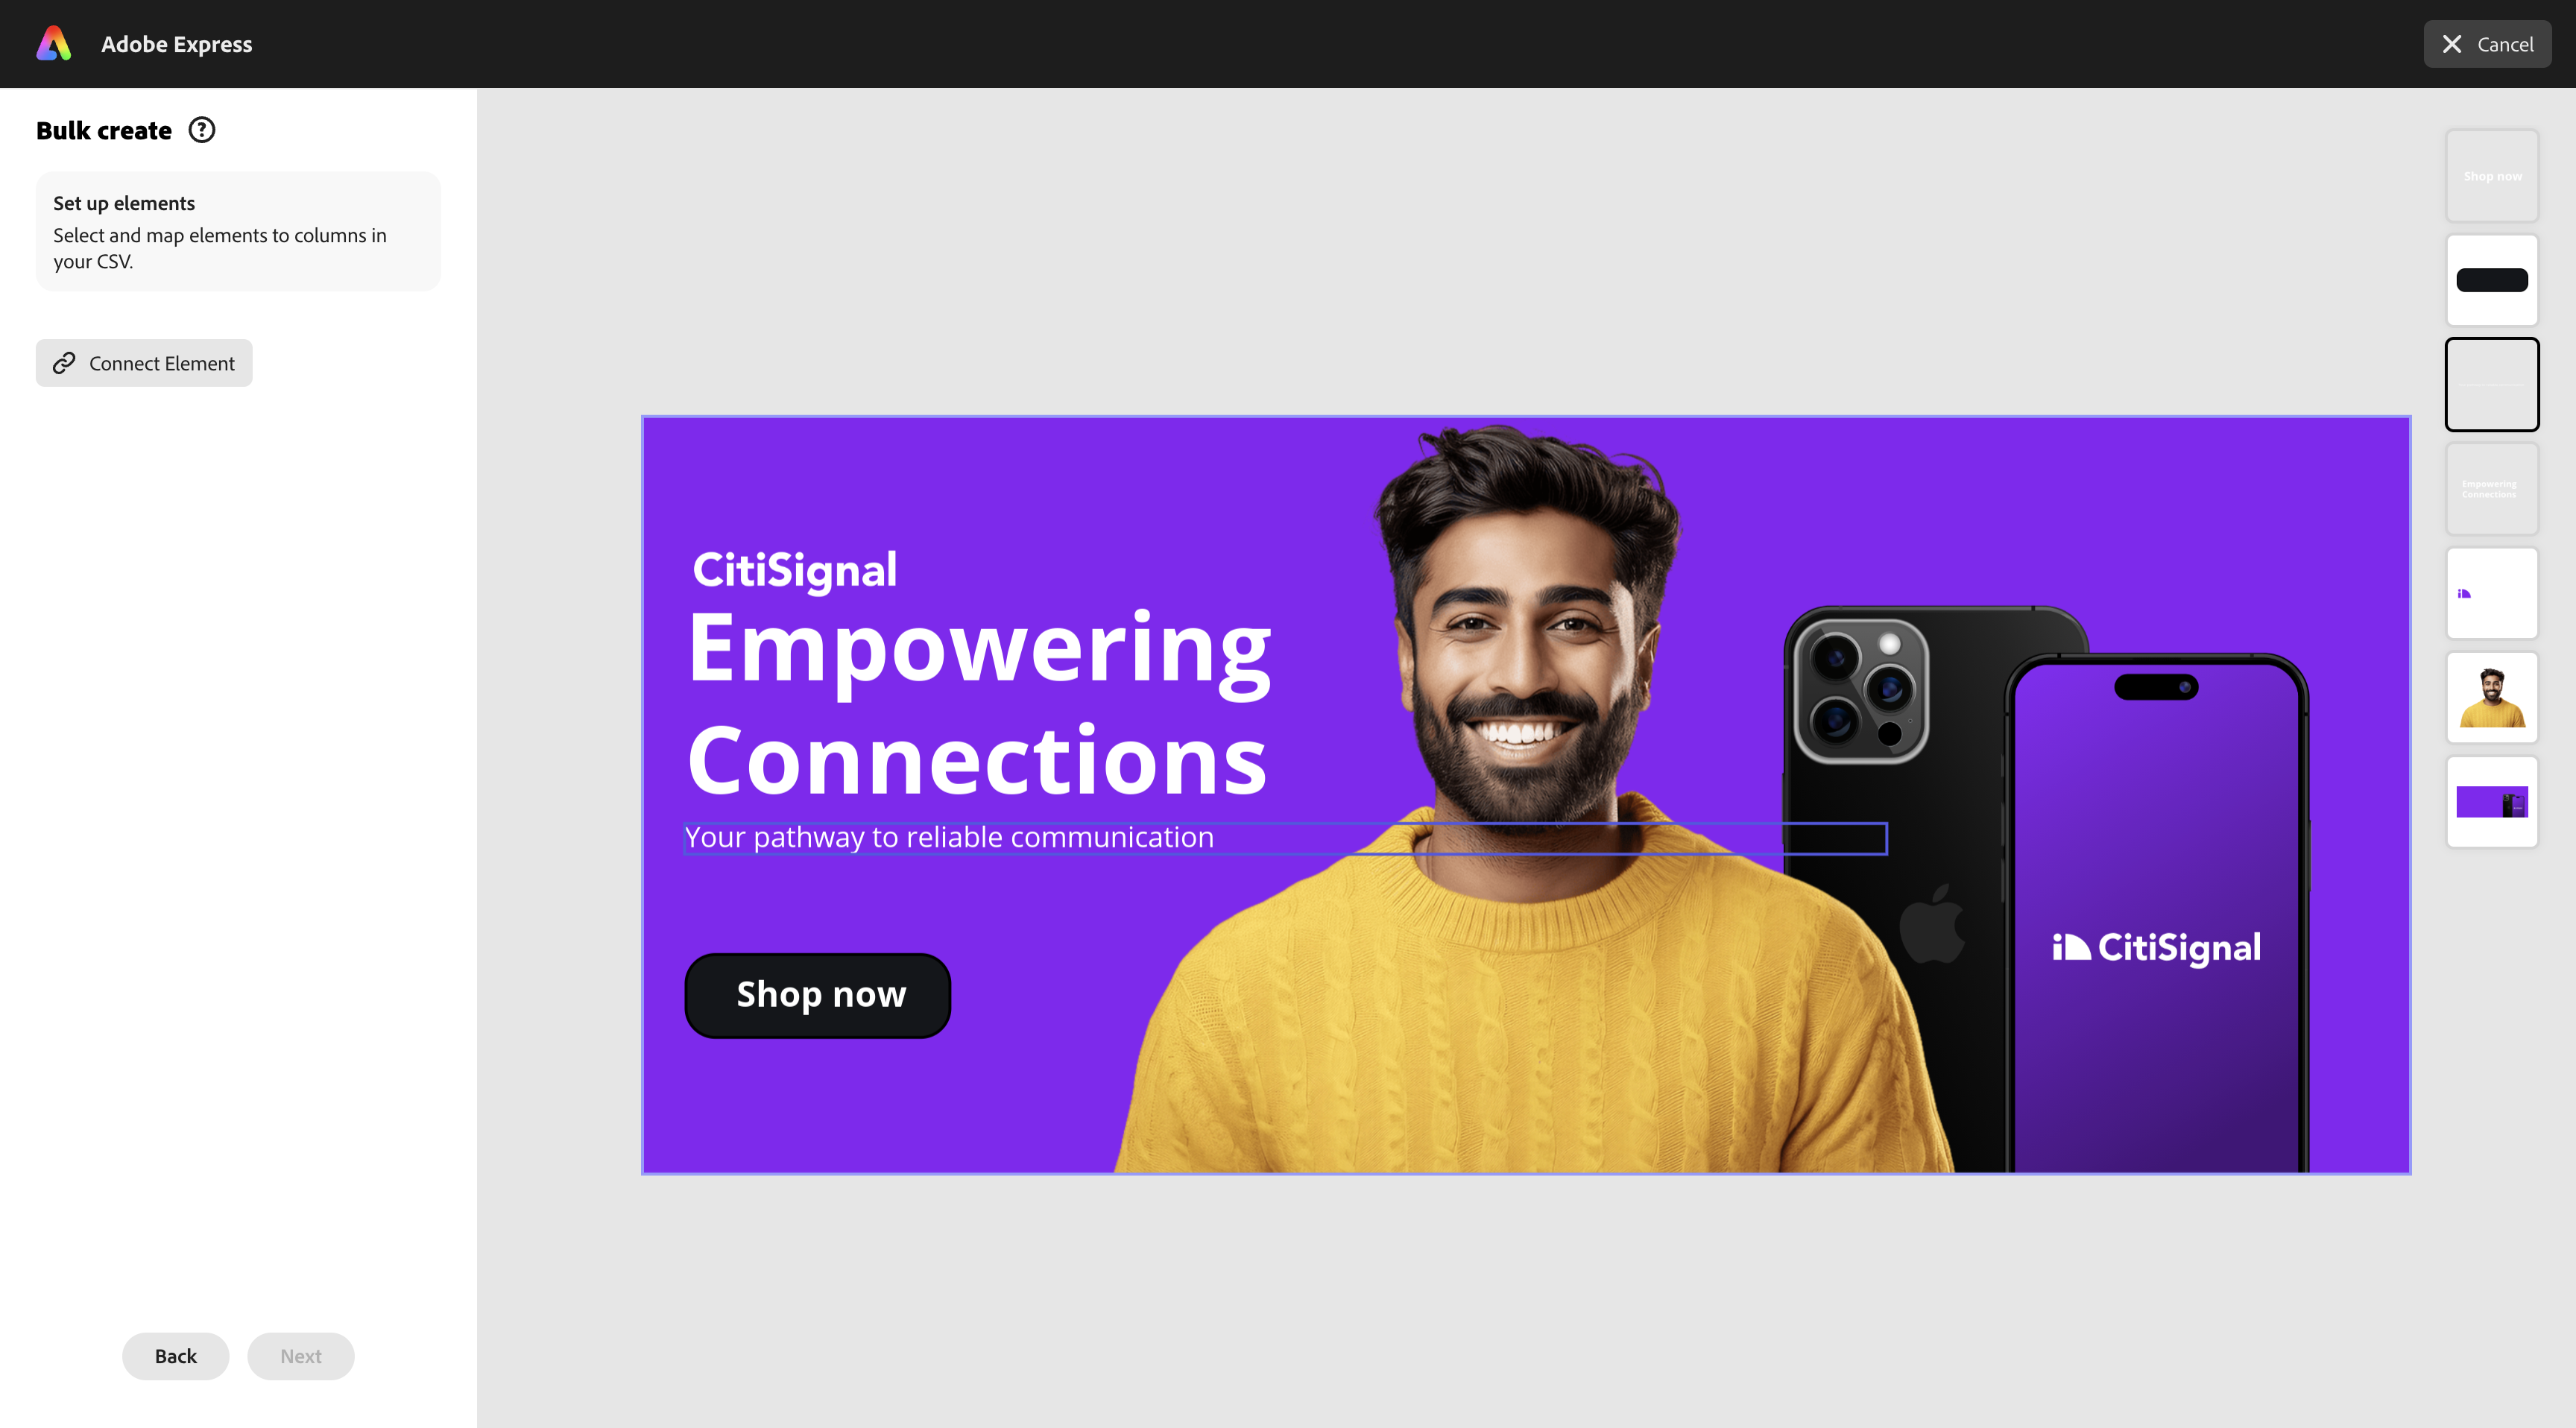 Adobe Express
Cancel
Bulk create
Set up elements
Select and map elements to columns in
your CSV.
Connect Element
Back
Next
CitiSignal
Empowering
Connections
Your pathway to reliable communication
Shop now
CitiSignal
Shop now
Empowering
Connections